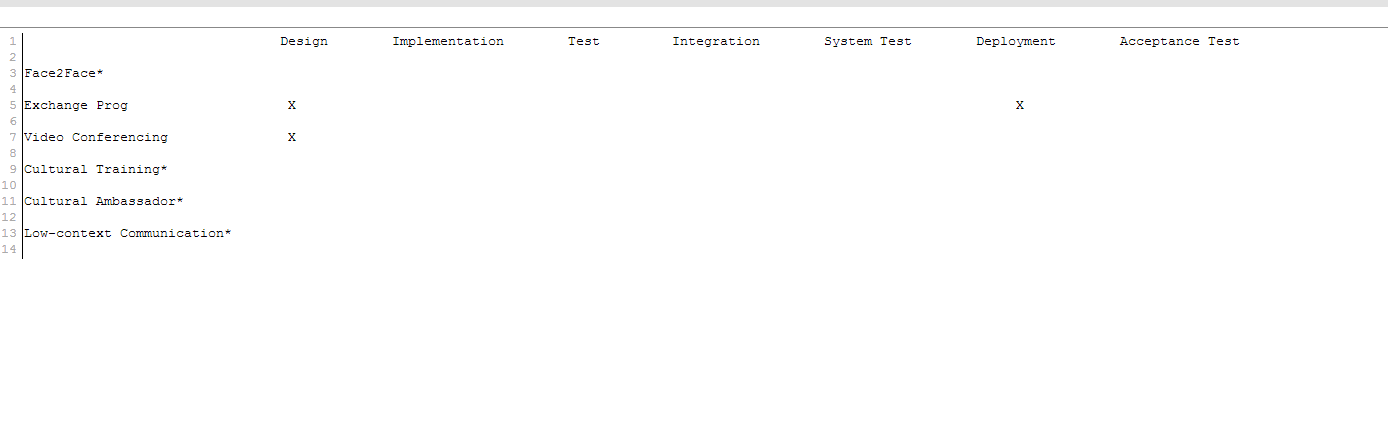 1 Design Implementation Test Integration System Test Deployment Acceptance Test
2
3 Face2Face*
4
5 Exchange Prog X X
6
7 Video Conferencing X
8
9 Cultural Training*
10
11 Cultural Ambassador*
12
13 Low-context Communication*
14